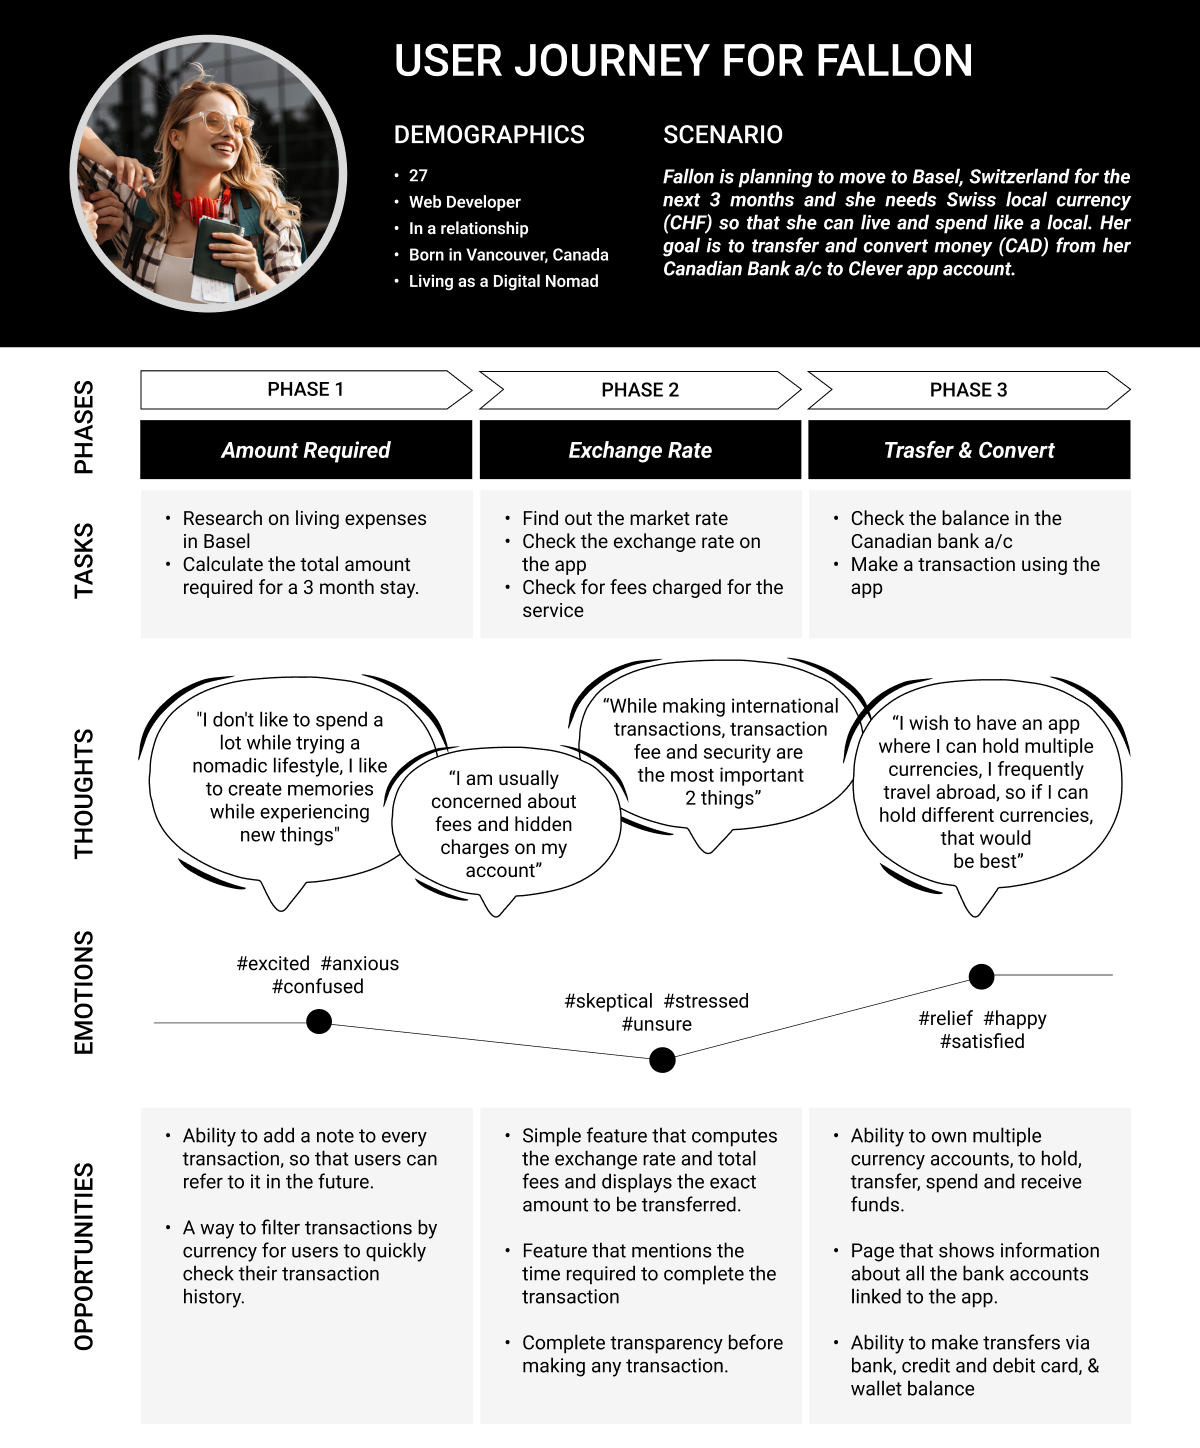 USER JOURNEY FOR FALLON
DEMOGRAPHICS
• 27
• Web Developer
• In a relationship
• Born in Vancouver, Canada
• Living as a Digital Nomad
SCENARIO
Fallon is planning to move to Basel, Switzerland for the
next 3 months and she needs Swiss local currency
(CHF) so that she can live and spend like a local. Her
goal is to transfer and convert money (CAD) from her
Canadian Bank a/c to Clever app account.
PHASES
PHASE 1
PHASE 2
PHASE 3
Amount Required
Exchange Rate
Trasfer & Convert
TASKS
• Research on living expenses
in Basel
• Calculate the total amount
required for a 3 month stay.
• Find out the market rate
• Check the exchange rate on
the app
• Check for fees charged for the
service
• Check the balance in the
Canadian bank a/c
• Make a transaction using the
app
THOUGHTS
"I don't like to spend a
lot while trying a
nomadic lifestyle, I like
to create memories
while experiencing
new things"
“I am usually
concerned about
fees and hidden
charges on my
account”
“While making international
transactions, transaction
fee and security are
the most important
2 things”
“I wish to have an app
where I can hold multiple
currencies, I frequently
travel abroad, so if I can
hold different currencies,
that would
be best”
EMOTIONS
#excited #anxious
#confused
#skeptical #stressed
#unsure
#relief #happy
#satisfied
OPPORTUNITIES
• Ability to add a note to every
transaction, so that users can
refer to it in the future.
• A way to filter transactions by
currency for users to quickly
check their transaction
history.
• Simple feature that computes
the exchange rate and total
fees and displays the exact
amount to be transferred.
• Feature that mentions the
time required to complete the
transaction
• Complete transparency before
making any transaction.
• Ability to own multiple
currency accounts, to hold,
transfer, spend and receive
funds.
• Page that shows information
about all the bank accounts
linked to the app.
• Ability to make transfers via
bank, credit and debit card, &
wallet balance